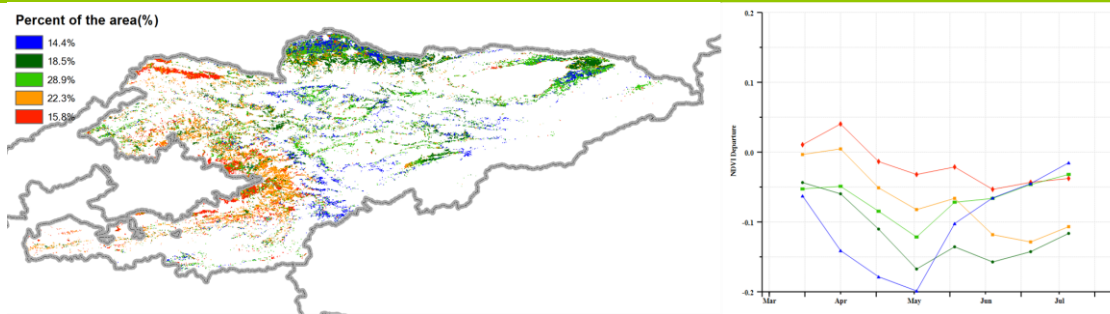 Percent of the area(%)
14.4%
18.5%
28.9%
22.3%
15.8%
0.2
0.1
0.0
-0.1
-0.2
NDVI Departure
Mar
Apr
May
Jun
Jul